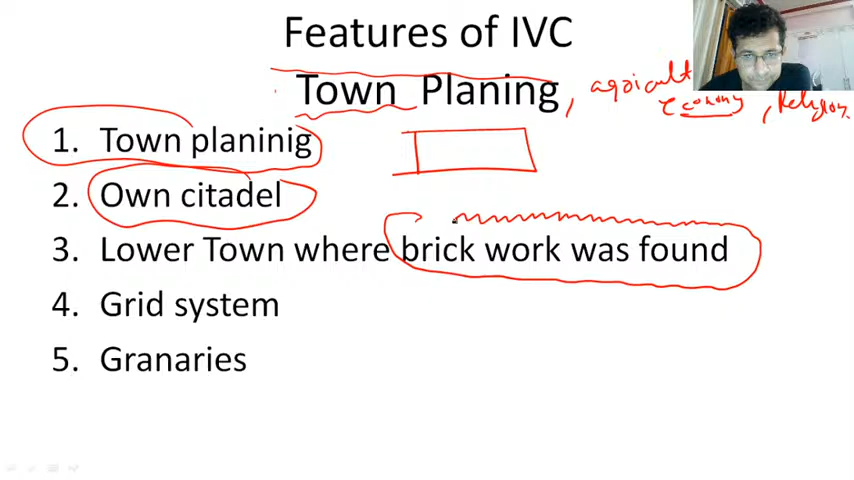 Features of IVC
Town Planing, agricult
economy, Religion
1. Town planinig
2. Own citadel
3. Lower Town where brick work was found
4. Grid system
5. Granaries